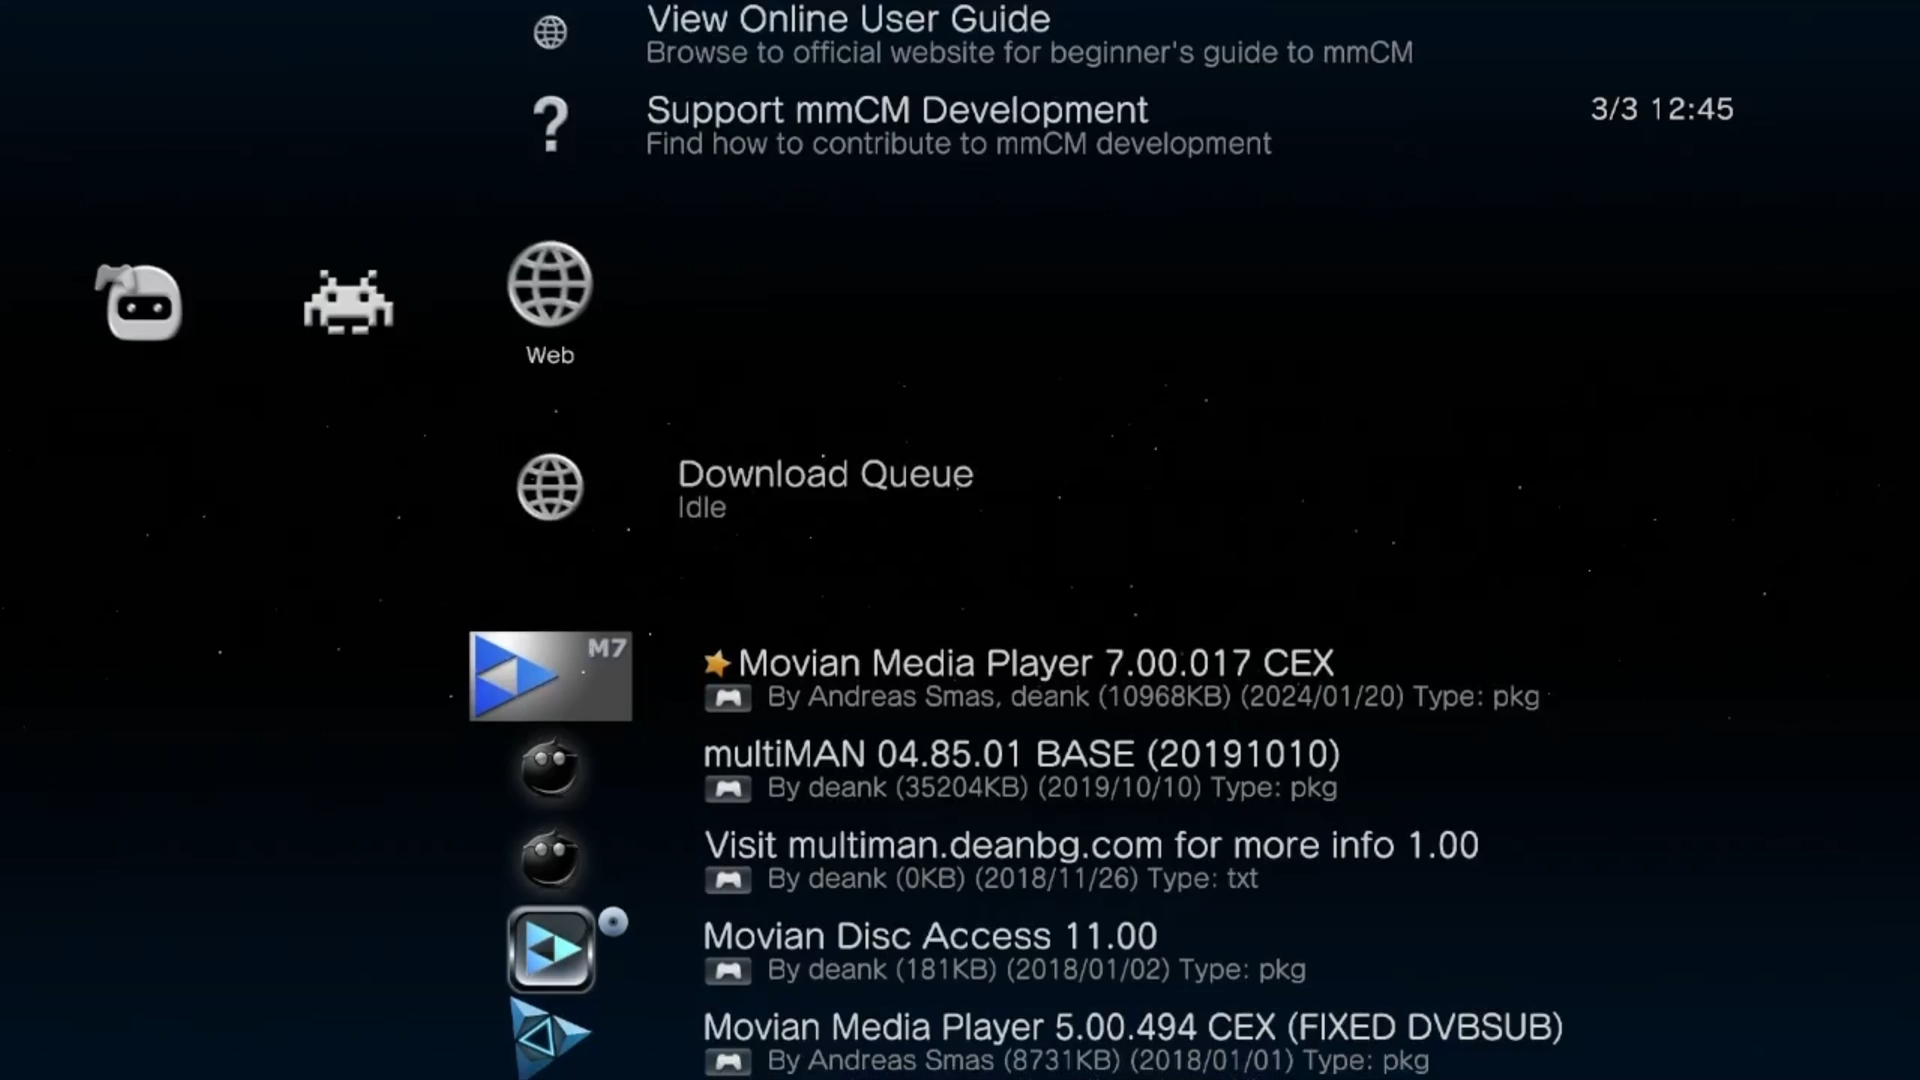 View Online User Guide
Browse to official website for beginner's guide to mmCM
Support mmCM Development
Find how to contribute to mmCM development
3/3 12:45
Web
Download Queue
Idle
M7
Movian Media Player 7.00.017 CEX
By Andreas Smas, deank (10968KB) (2024/01/20) Type: pkg
multiMAN 04.85.01 BASE (20191010)
By deank (35204KB) (2019/10/10) Type: pkg
Visit multiman.deanbg.com for more info 1.00
By deank (0KB) (2018/11/26) Type: txt
Movian Disc Access 11.00
By deank (181KB) (2018/01/02) Type: pkg
Movian Media Player 5.00.494 CEX (FIXED DVBSUB)
By Andreas Smas (8731KB) (2018/01/01) Type: pkg